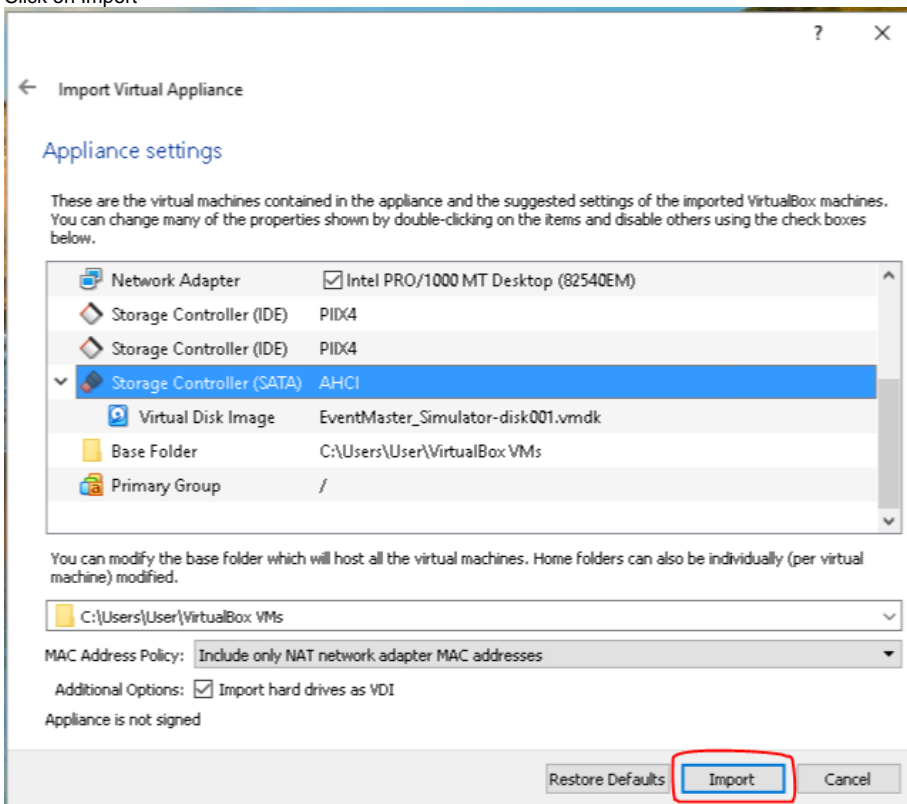 Click on Import
?
Import Virtual Appliance
Appliance settings
These are the virtual machines contained in the appliance and the suggested settings of the imported VirtualBox machines.
You can change many of the properties shown by double-clicking on the items and disable others using the check boxes
below.
Network Adapter Intel PRO/1000 MT Desktop (82540EM)
Storage Controller (IDE) PIIX4
Storage Controller (IDE) PIIX4
Storage Controller (SATA) AHCI
Virtual Disk Image EventMaster_Simulator-disk001.vmdk
Base Folder C:\Users\User\VirtualBox VMs
Primary Group /
You can modify the base folder which will host all the virtual machines. Home folders can also be individually (per virtual
machine) modified.
C:\Users\User\VirtualBox VMs
MAC Address Policy: Include only NAT network adapter MAC addresses
Additional Options: Import hard drives as VDI
Appliance is not signed
Restore Defaults Import Cancel